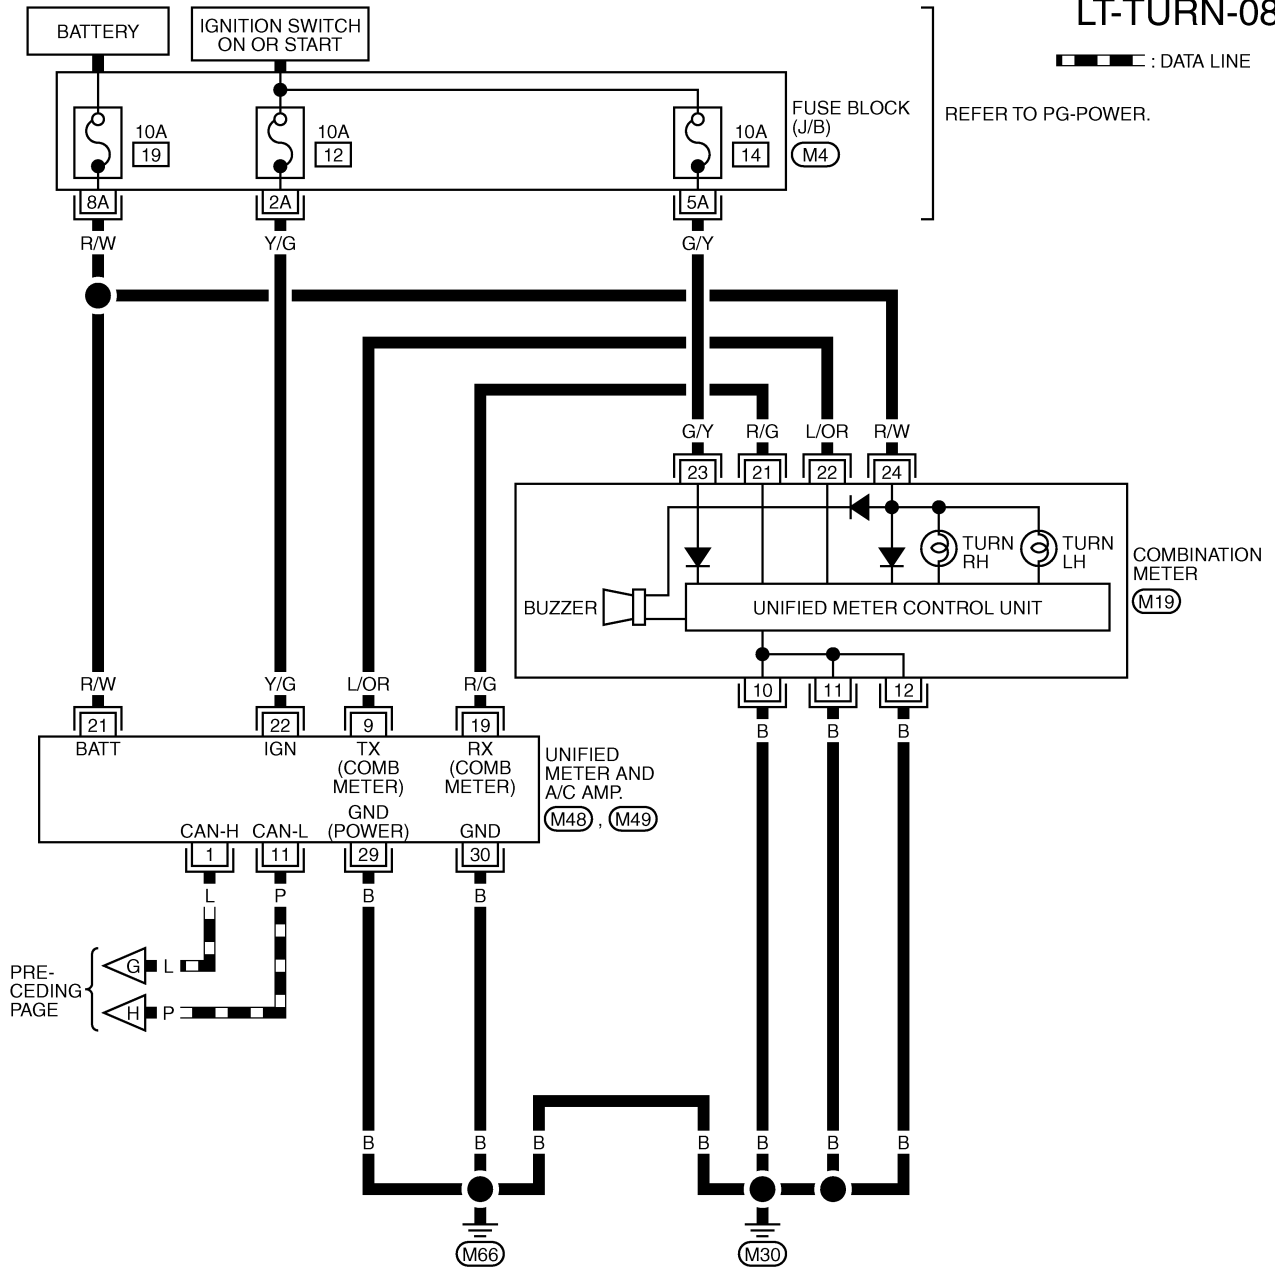 LT-TURN-08
BATTERY
IGNITION SWITCH
ON OR START
: DATA LINE
REFER TO PG-POWER.
FUSE BLOCK
(J/B)
M4
10A
19
10A
12
10A
14
8A
2A
5A
R/W
Y/G
G/Y
G/Y
R/G
L/OR
R/W
23
21
22
24
TURN
RH
TURN
LH
COMBINATION
METER
M19
BUZZER
UNIFIED METER CONTROL UNIT
10
11
12
B
B
B
R/W
Y/G
L/OR
R/G
21
22
9
19
BATT
IGN
TX
(COMB
METER)
RX
(COMB
METER)
UNIFIED
METER AND
A/C AMP.
M48 , M49
CAN-H
CAN-L
GND
(POWER)
GND
1
11
29
30
L
P
B
B
PRE-
CEDING
PAGE
G
L
H
P
B
B
B
B
B
B
B
M66
M30